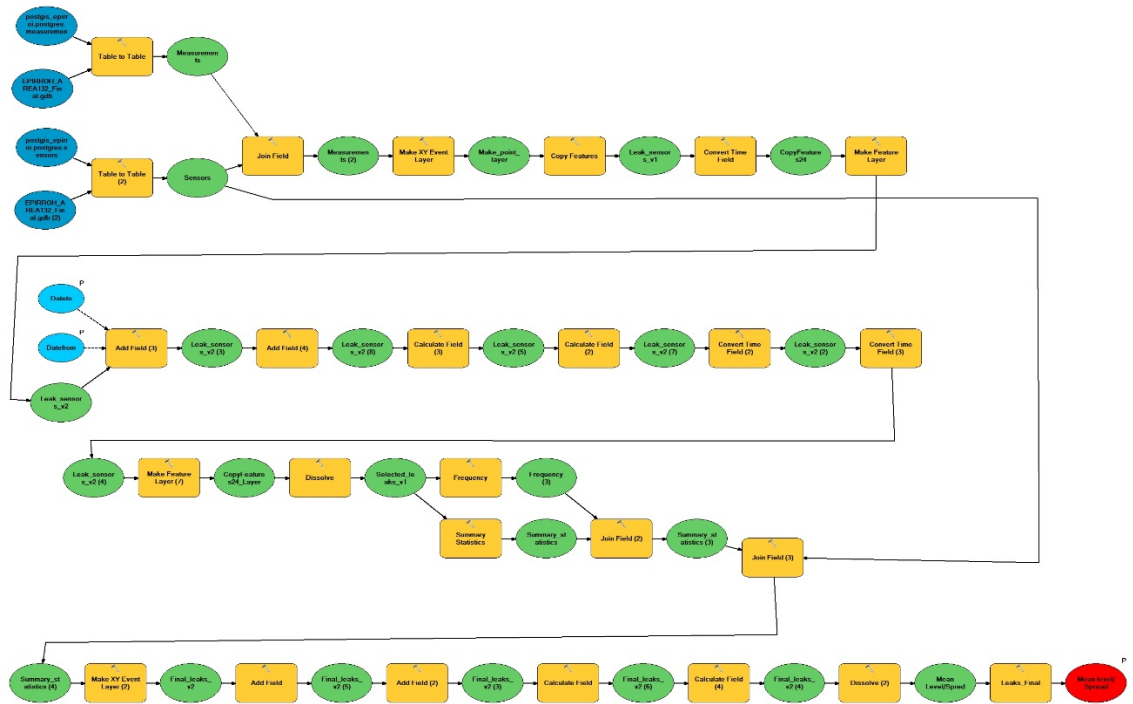 postgis_epir
oi.postgres.
measuremen
Table to Table
Measuremen
ts
EPIRROH_A
REA132_Fin
al.gdb
postgis_epir
oi.postgres.s
ensors
Table to Table
(2)
Sensors
EPIRROH_A
REA132_Fin
al.gdb (2)
Join Field
Measuremen
ts (2)
Make XY Event
Layer
Make_point_
layer
Copy Features
Leak_sensor
s_v1
Convert Time
Field
CopyFeature
s24
Make Feature
Layer
P
Dateto
P
Datefrom
Leak_sensor
s_v2
Add Field (3)
Leak_sensor
s_v2 (3)
Add Field (4)
Leak_sensor
s_v2 (8)
Calculate Field
(3)
Leak_sensor
s_v2 (5)
Calculate Field
(2)
Leak_sensor
s_v2 (7)
Convert Time
Field (2)
Leak_sensor
s_v2 (2)
Convert Time
Field (3)
Leak_sensor
s_v2 (4)
Make Feature
Layer (7)
CopyFeature
s24_Layer
Dissolve
Selected_le
aks_v1
Frequency
Frequency
(3)
Summary
Statistics
Summary_st
atistics
Join Field (2)
Summary_st
atistics (3)
Join Field (3)
Summary_st
atistics (4)
Make XY Event
Layer (2)
Final_leaks_
v2
Add Field
Final_leaks_
v2 (5)
Add Field (2)
Final_leaks_
v2 (3)
Calculate Field
Final_leaks_
v2 (6)
Calculate Field
(4)
Final_leaks_
v2 (4)
Dissolve (2)
Mean
Level/Spred
Leaks_Final
P
Mean level/
Spread